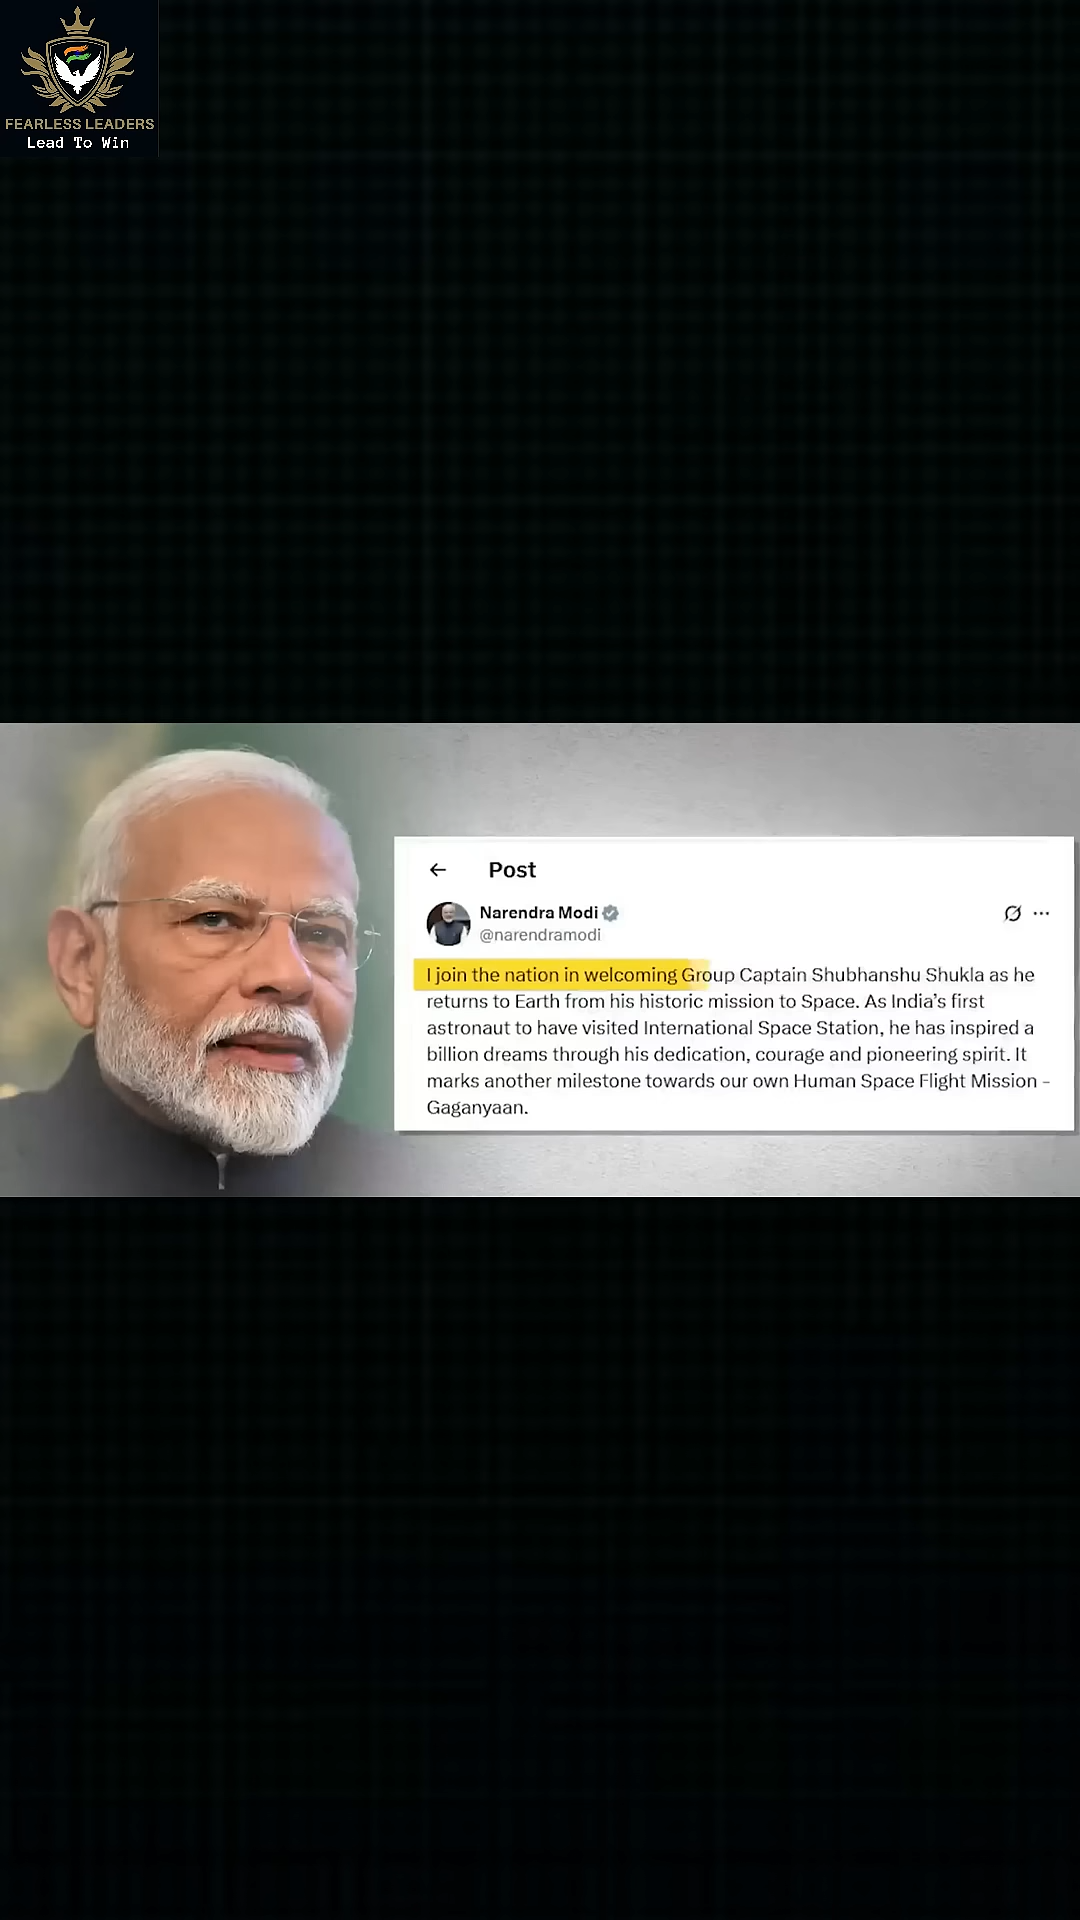 FEARLESS LEADERS
Lead To Win
Post
Narendra Modi
@narendramodi
I join the nation in welcoming Group Captain Shubhanshu Shukla as he
returns to Earth from his historic mission to Space. As India’s first
astronaut to have visited International Space Station, he has inspired a
billion dreams through his dedication, courage and pioneering spirit. It
marks another milestone towards our own Human Space Flight Mission -
Gaganyaan.